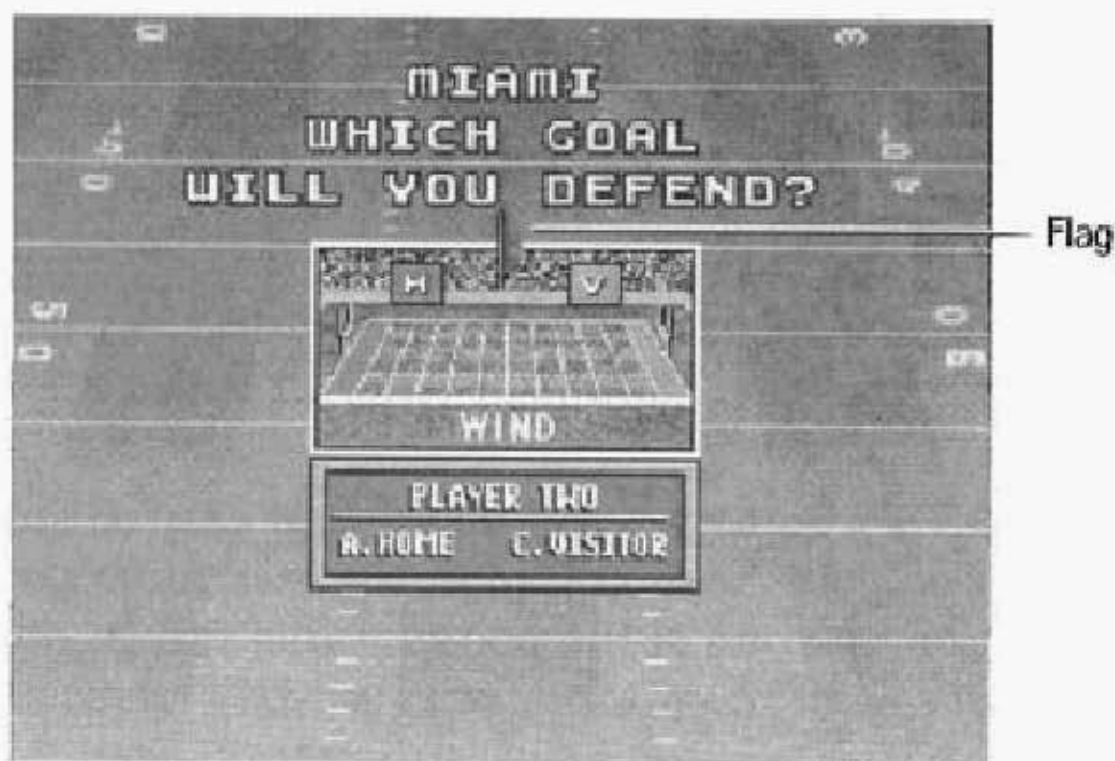 MIAMI
WHICH GOAL
WILL YOU DEFEND?
Flag
H V
WIND
PLAYER TWO
A.HOME C.VISITOR